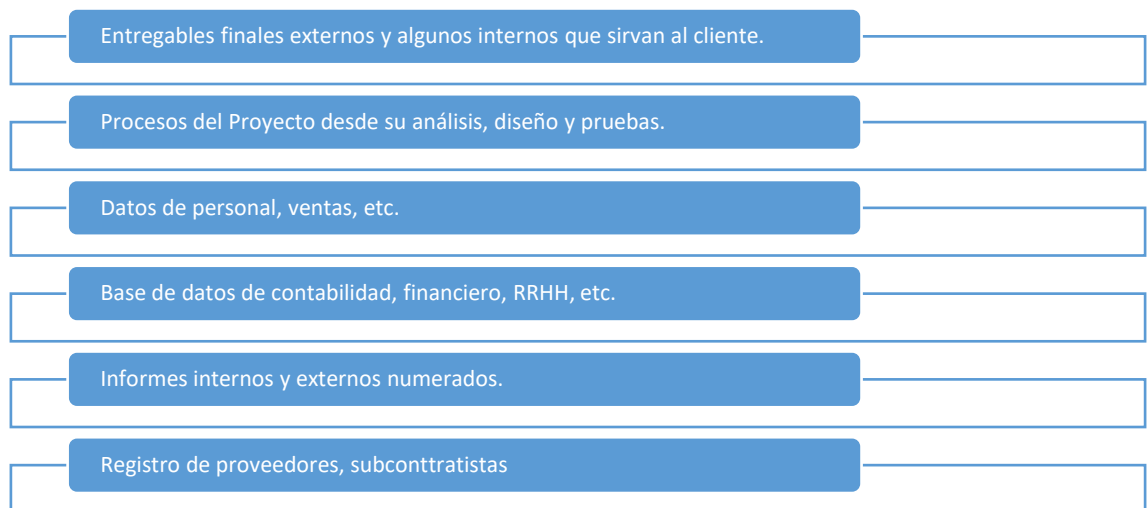 Entregables finales externos y algunos internos que sirvan al cliente.
Procesos del Proyecto desde su análisis, diseño y pruebas.
Datos de personal, ventas, etc.
Base de datos de contabilidad, financiero, RRHH, etc.
Informes internos y externos numerados.
Registro de proveedores, subconttratistas